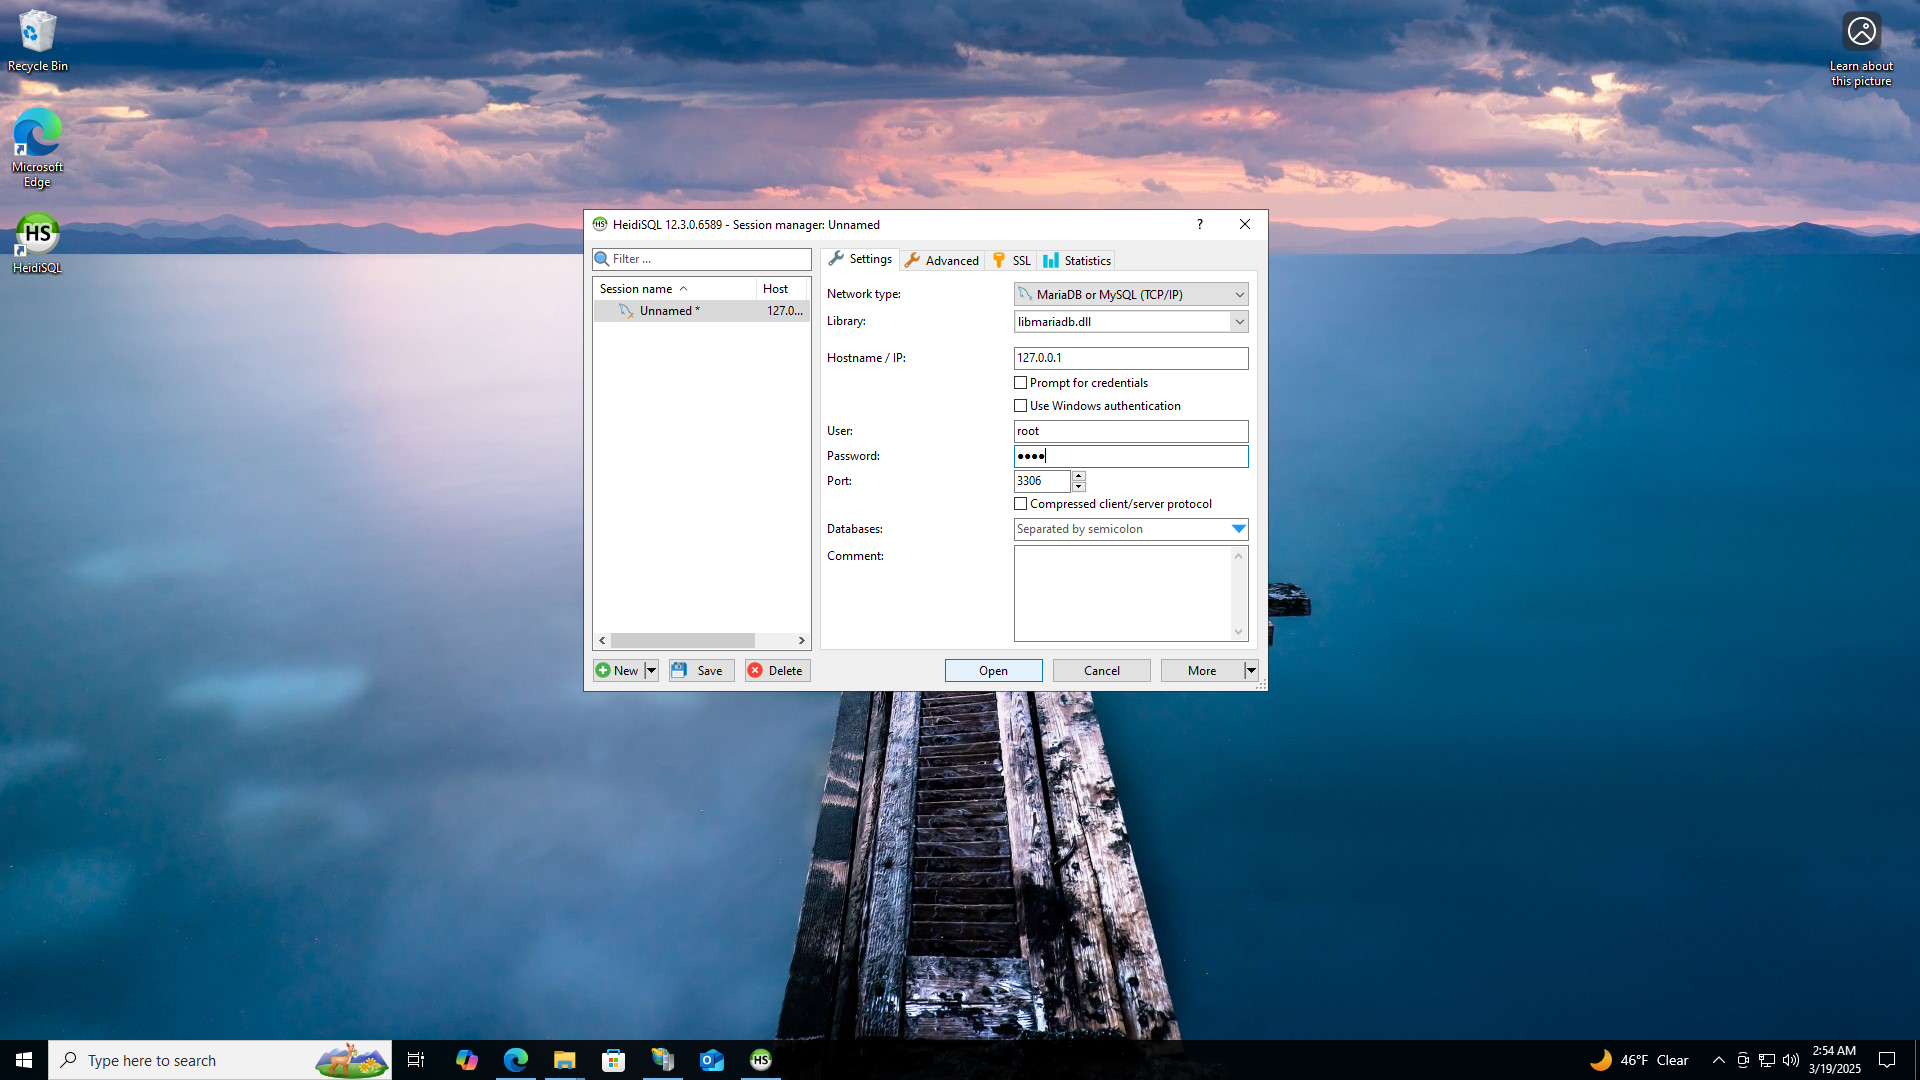 Recycle Bin
Microsoft
Edge
HS
HeidiSQL
Learn about
this picture
HS
HeidiSQL 12.3.0.6589 - Session manager: Unnamed
?
Filter ...
Session name
Host
Unnamed *
127.0...
Settings
Advanced
SSL
Statistics
Network type:
MariaDB or MySQL (TCP/IP)
Library:
libmariadb.dll
Hostname / IP:
127.0.0.1
Prompt for credentials
Use Windows authentication
User:
root
Password:
●●●●
Port:
3306
Compressed client/server protocol
Databases:
Separated by semicolon
Comment:
New
Save
Delete
Open
Cancel
More
Type here to search
HS
46°F Clear
2:54 AM
3/19/2025